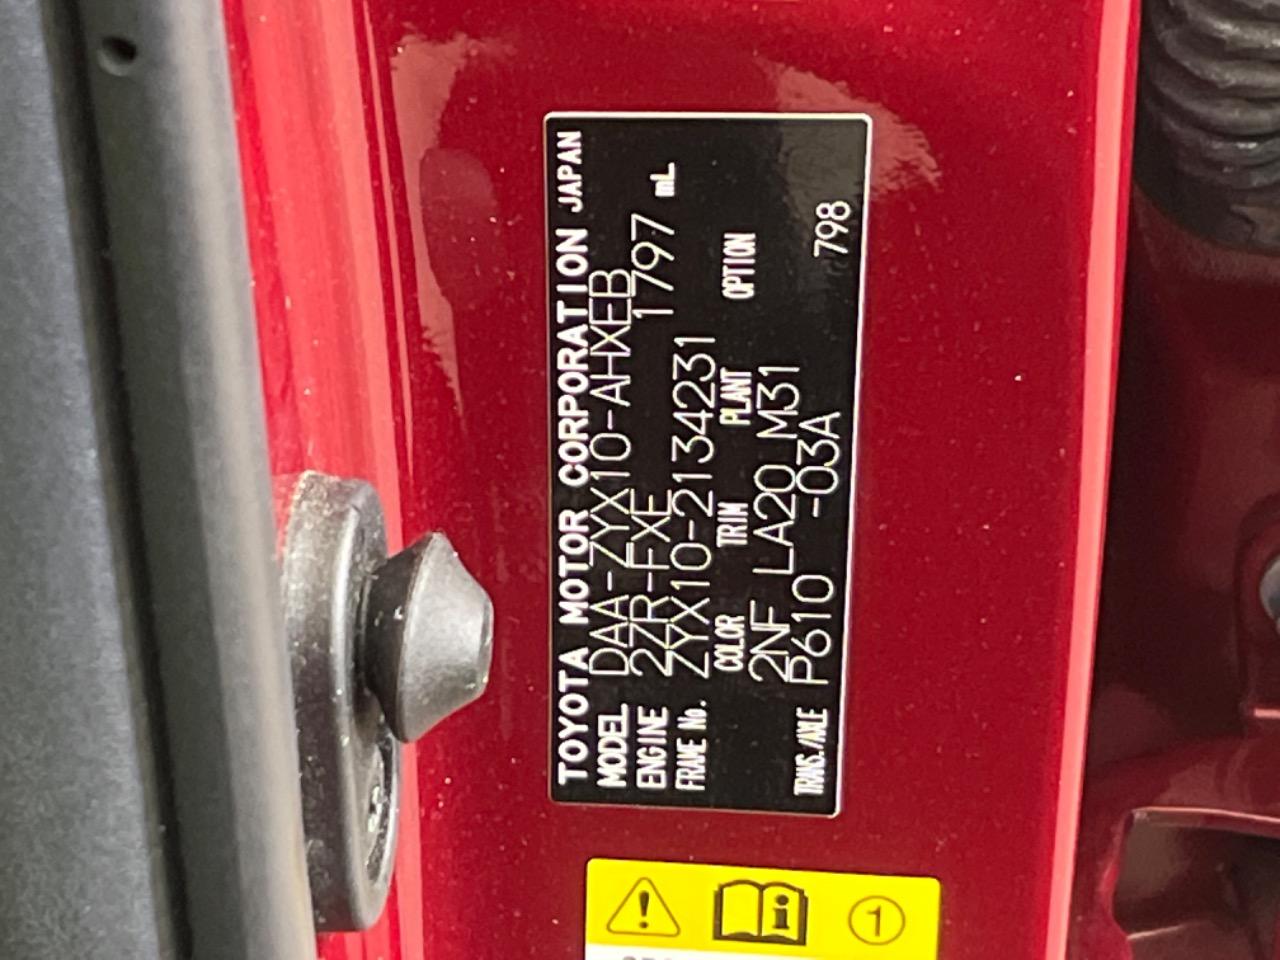 TOYOTA MOTOR CORPORATION JAPAN
MODEL DAA-ZYX10-AHXEB
ENGINE 2ZR-FXE 1797 mL
FRAME No. ZYX10-2134231
COLOR TRIM PLANT OPTION
2NF LA20 M31
TRANS./AXLE P610 -03A 798
1